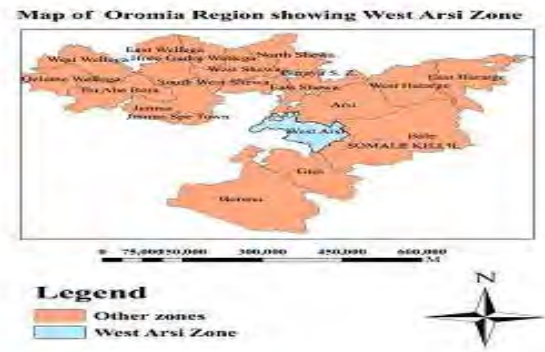 Map of Oromia Region showing West Arsi Zone
East Wellega
North Shewa
West Wellega
Horo Gudru Wellega
West Shewa
Qeleme Wellega
South West Shewa
East Shewa
East Hararge
West Hararge
Ilu Aba Bora
Arsi
Jimma
Jimma Spe Town
West Arsi
Bale
SOMALE KILLIL
Guji
Borena
0 75,000150,000 300,000 450,000 600,000
M
Legend
Other zones
West Arsi Zone
N